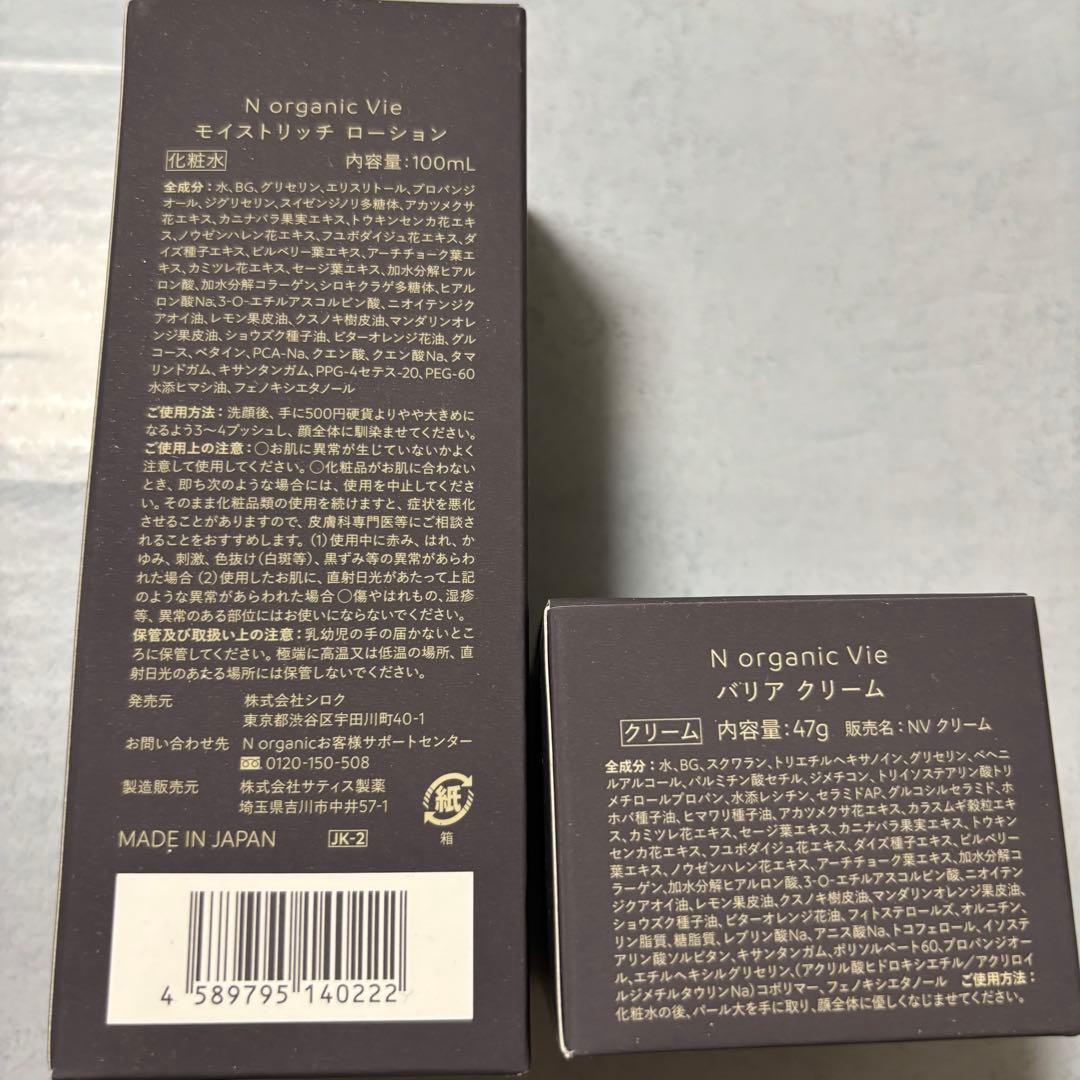 N organic Vie
モイストリッチ ローション
化粧水 内容量:100mL
全成分:水、BG、グリセリン、エリスリトール、プロパンジ
オール、ジグリセリン、スイゼンジノリ多糖体、アカツメクサ
花エキス、カニナバラ果実エキス、トウキンセンカ花エキ
ス、ノウゼンハレン花エキス、フユボダイジュ花エキス、ダ
イズ種子エキス、ビルベリー葉エキス、アーチチョーク葉エ
キス、カミツレ花エキス、セージ葉エキス、加水分解ヒアル
ロン酸、加水分解コラーゲン、シロキクラゲ多糖体、ヒアル
ロン酸Na、3-O-エチルアスコルビン酸、ニオイテンジク
アオイ油、レモン果皮油、クスノキ樹皮油、マンダリンオレ
ンジ果皮油、ショウズク種子油、ビターオレンジ花油、グル
コース、ベタイン、PCA-Na、クエン酸、クエン酸Na、タマ
リンドガム、キサンタンガム、PPG-4セテス-20、PEG-60
水添ヒマシ油、フェノキシエタノール
ご使用方法:洗顔後、手に500円硬貨よりやや大きめに
なるよう3〜4プッシュし、顔全体に馴染ませてください。
ご使用上の注意:○お肌に異常が生じていないかよく
注意して使用してください。○化粧品がお肌に合わない
とき、即ち次のような場合には、使用を中止してくださ
い。そのまま化粧品類の使用を続けますと、症状を悪化
させることがありますので、皮膚科専門医等にご相談さ
れることをおすすめします。(1)使用中に赤み、はれ、か
ゆみ、刺激、色抜け(白斑等)、黒ずみ等の異常があらわ
れた場合 (2)使用したお肌に、直射日光があたって上記
のような異常があらわれた場合 ○傷やはれもの、湿疹
等、異常のある部位にはお使いにならないでください。
保管及び取扱い上の注意:乳幼児の手の届かないとこ
ろに保管してください。極端に高温又は低温の場所、直
射日光のあたる場所には保管しないでください。
発売元 株式会社シロク
東京都渋谷区宇田川町40-1
お問い合わせ先 N organicお客様サポートセンター
0120-150-508
製造販売元 株式会社サティス製薬
埼玉県吉川市中井57-1
紙
箱
MADE IN JAPAN JK-2
4 589795 140222
N organic Vie
バリア クリーム
クリーム 内容量:47g 販売名:NV クリーム
全成分:水、BG、スクワラン、トリエチルヘキサノイン、グリセリン、ベヘニ
ルアルコール、パルミチン酸セチル、ジメチコン、トリイソステアリン酸トリ
メチロールプロパン、水添レシチン、セラミドAP、グルコシルセラミド、ホ
ホバ種子油、ヒマワリ種子油、アカツメクサ花エキス、カラスムギ穀粒エキ
ス、カミツレ花エキス、セージ葉エキス、カニナバラ果実エキス、トウキン
センカ花エキス、フユボダイジュ花エキス、ダイズ種子エキス、ビルベリー
葉エキス、ノウゼンハレン花エキス、アーチチョーク葉エキス、加水分解コ
ラーゲン、加水分解ヒアルロン酸、3-O-エチルアスコルビン酸、ニオイテン
ジクアオイ油、レモン果皮油、クスノキ樹皮油、マンダリンオレンジ果皮油、
ショウズク種子油、ビターオレンジ花油、フィトステロールズ、オルニチン、
リン脂質、糖脂質、レブリン酸Na、アニス酸Na、トコフェロール、イソステ
アリン酸ソルビタン、キサンタンガム、ポリソルベート60、プロパンジオー
ル、エチルヘキシルグリセリン、(アクリル酸ヒドロキシエチル/アクリロイ
ルジメチルタウリンNa)コポリマー、フェノキシエタノール ご使用方法:
化粧水の後、パール大を手に取り、顔全体に優しくなじませてください。